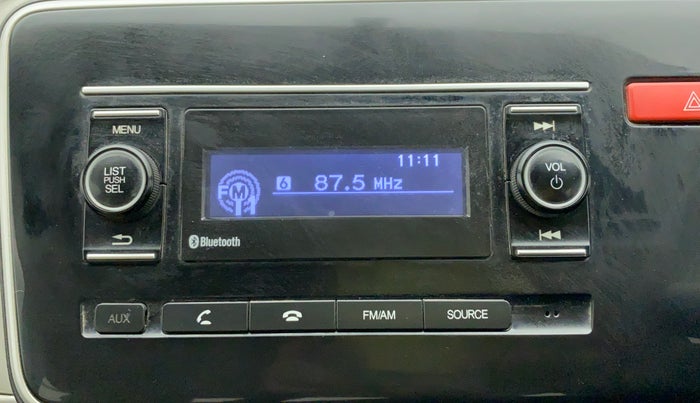 MENU
LIST
PUSH
SEL
11:11
FM
6 87.5 MHz
Bluetooth
VOL
AUX
FM/AM
SOURCE